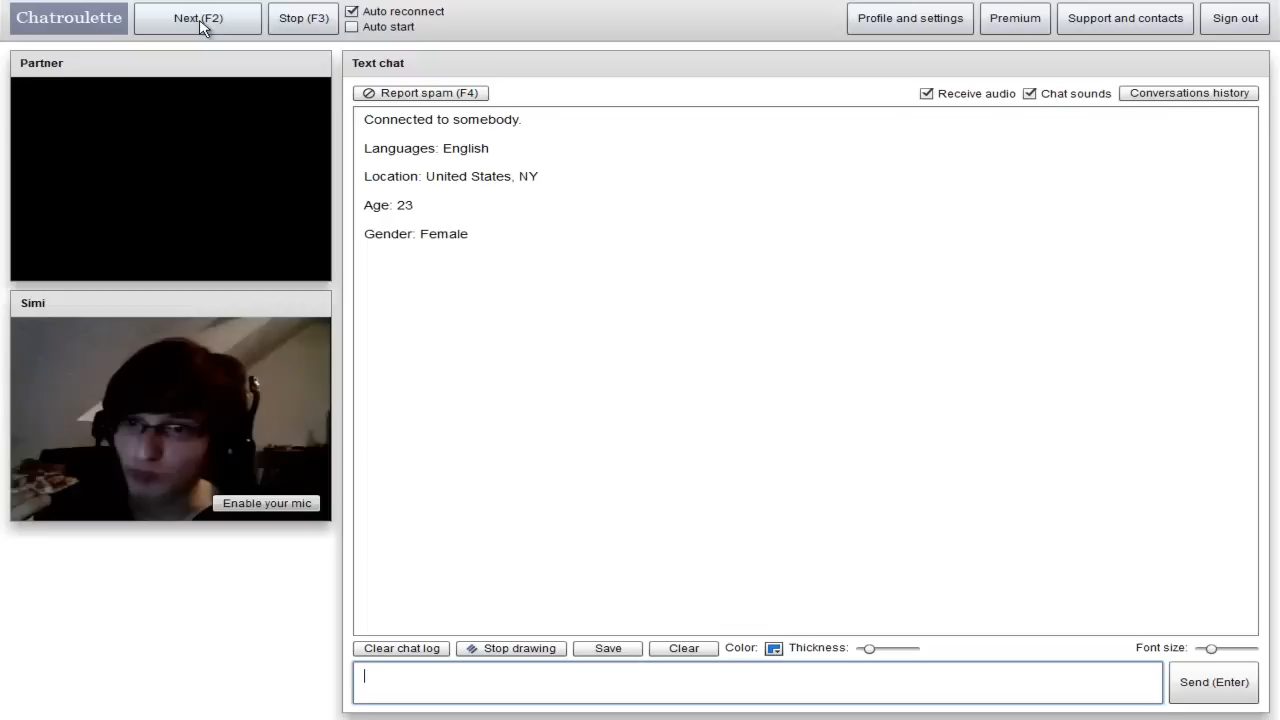 Chatroulette
Next (F2)
Stop (F3)
Auto reconnect
Auto start
Profile and settings
Premium
Support and contacts
Sign out
Partner
Simi
Enable your mic
Text chat
Report spam (F4)
Receive audio
Chat sounds
Conversations history
Connected to somebody.
Languages: English
Location: United States, NY
Age: 23
Gender: Female
Clear chat log
Stop drawing
Save
Clear
Color:
Thickness:
Font size:
Send (Enter)